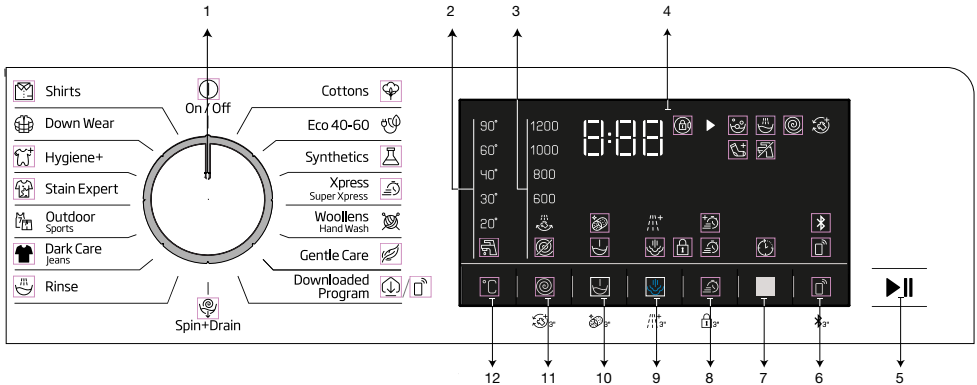 1
2
3
4
On / Off
Shirts
Down Wear
Hygiene+
Stain Expert
Outdoor
Sports
Dark Care
Jeans
Rinse
Spin+Drain
Cottons
Eco 40-60
Synthetics
Xpress
Super Xpress
Woollens
Hand Wash
Gentle Care
Downloaded
Program
/
90° 1200
60° 1000
40° 800
30° 600
20°
8:88
°C
3"
3"
3"
3"
3"
12
11
10
9
8
7
6
5